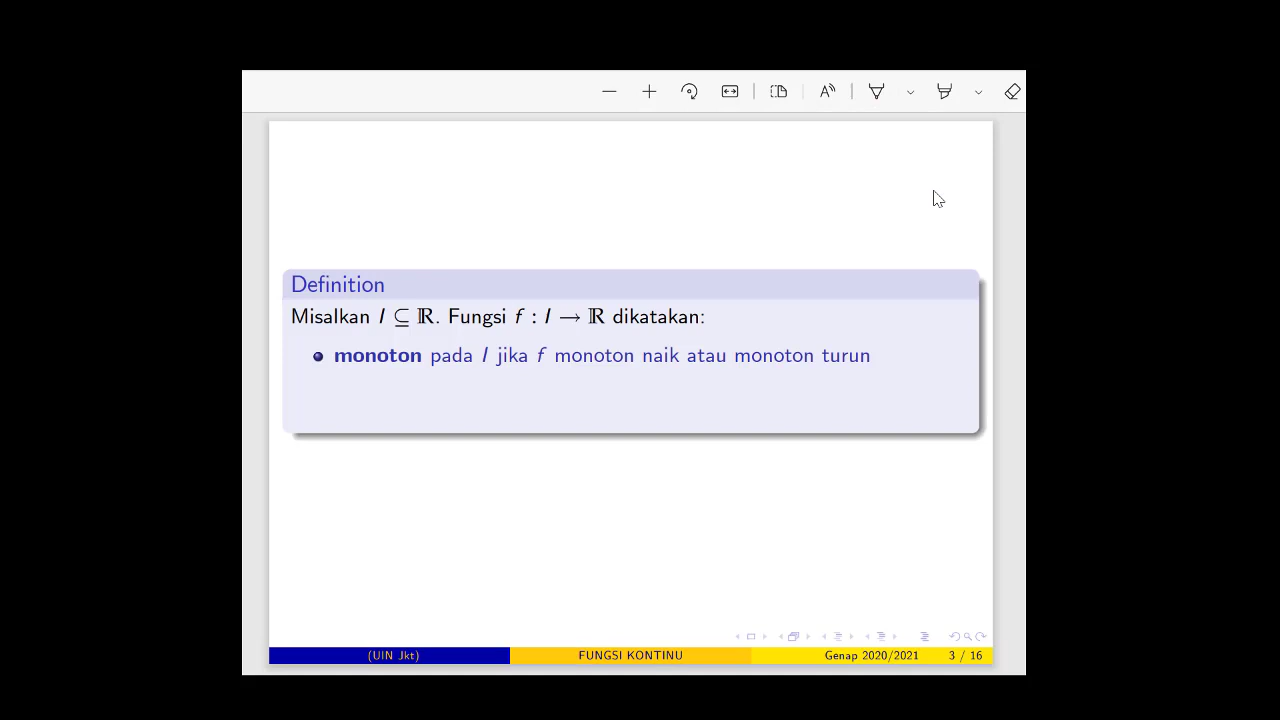 Definition
Misalkan I ⊆ ℝ. Fungsi f : I → ℝ dikatakan:
monoton pada I jika f monoton naik atau monoton turun
(UIN Jkt) FUNGSI KONTINU Genap 2020/2021 3 / 16